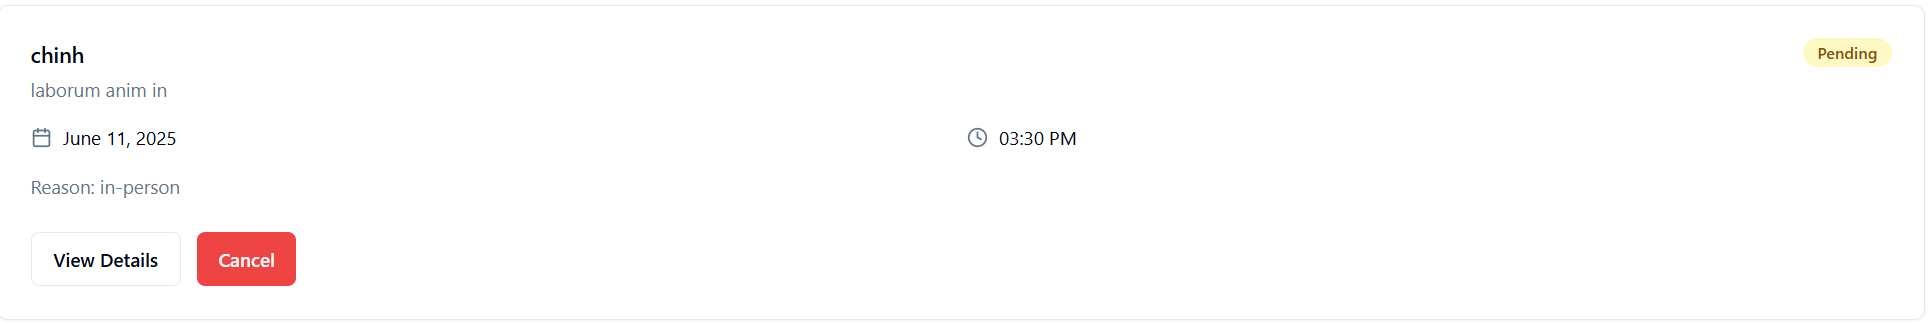 chinh
Pending
laborum anim in
June 11, 2025
03:30 PM
Reason: in-person
View Details
Cancel